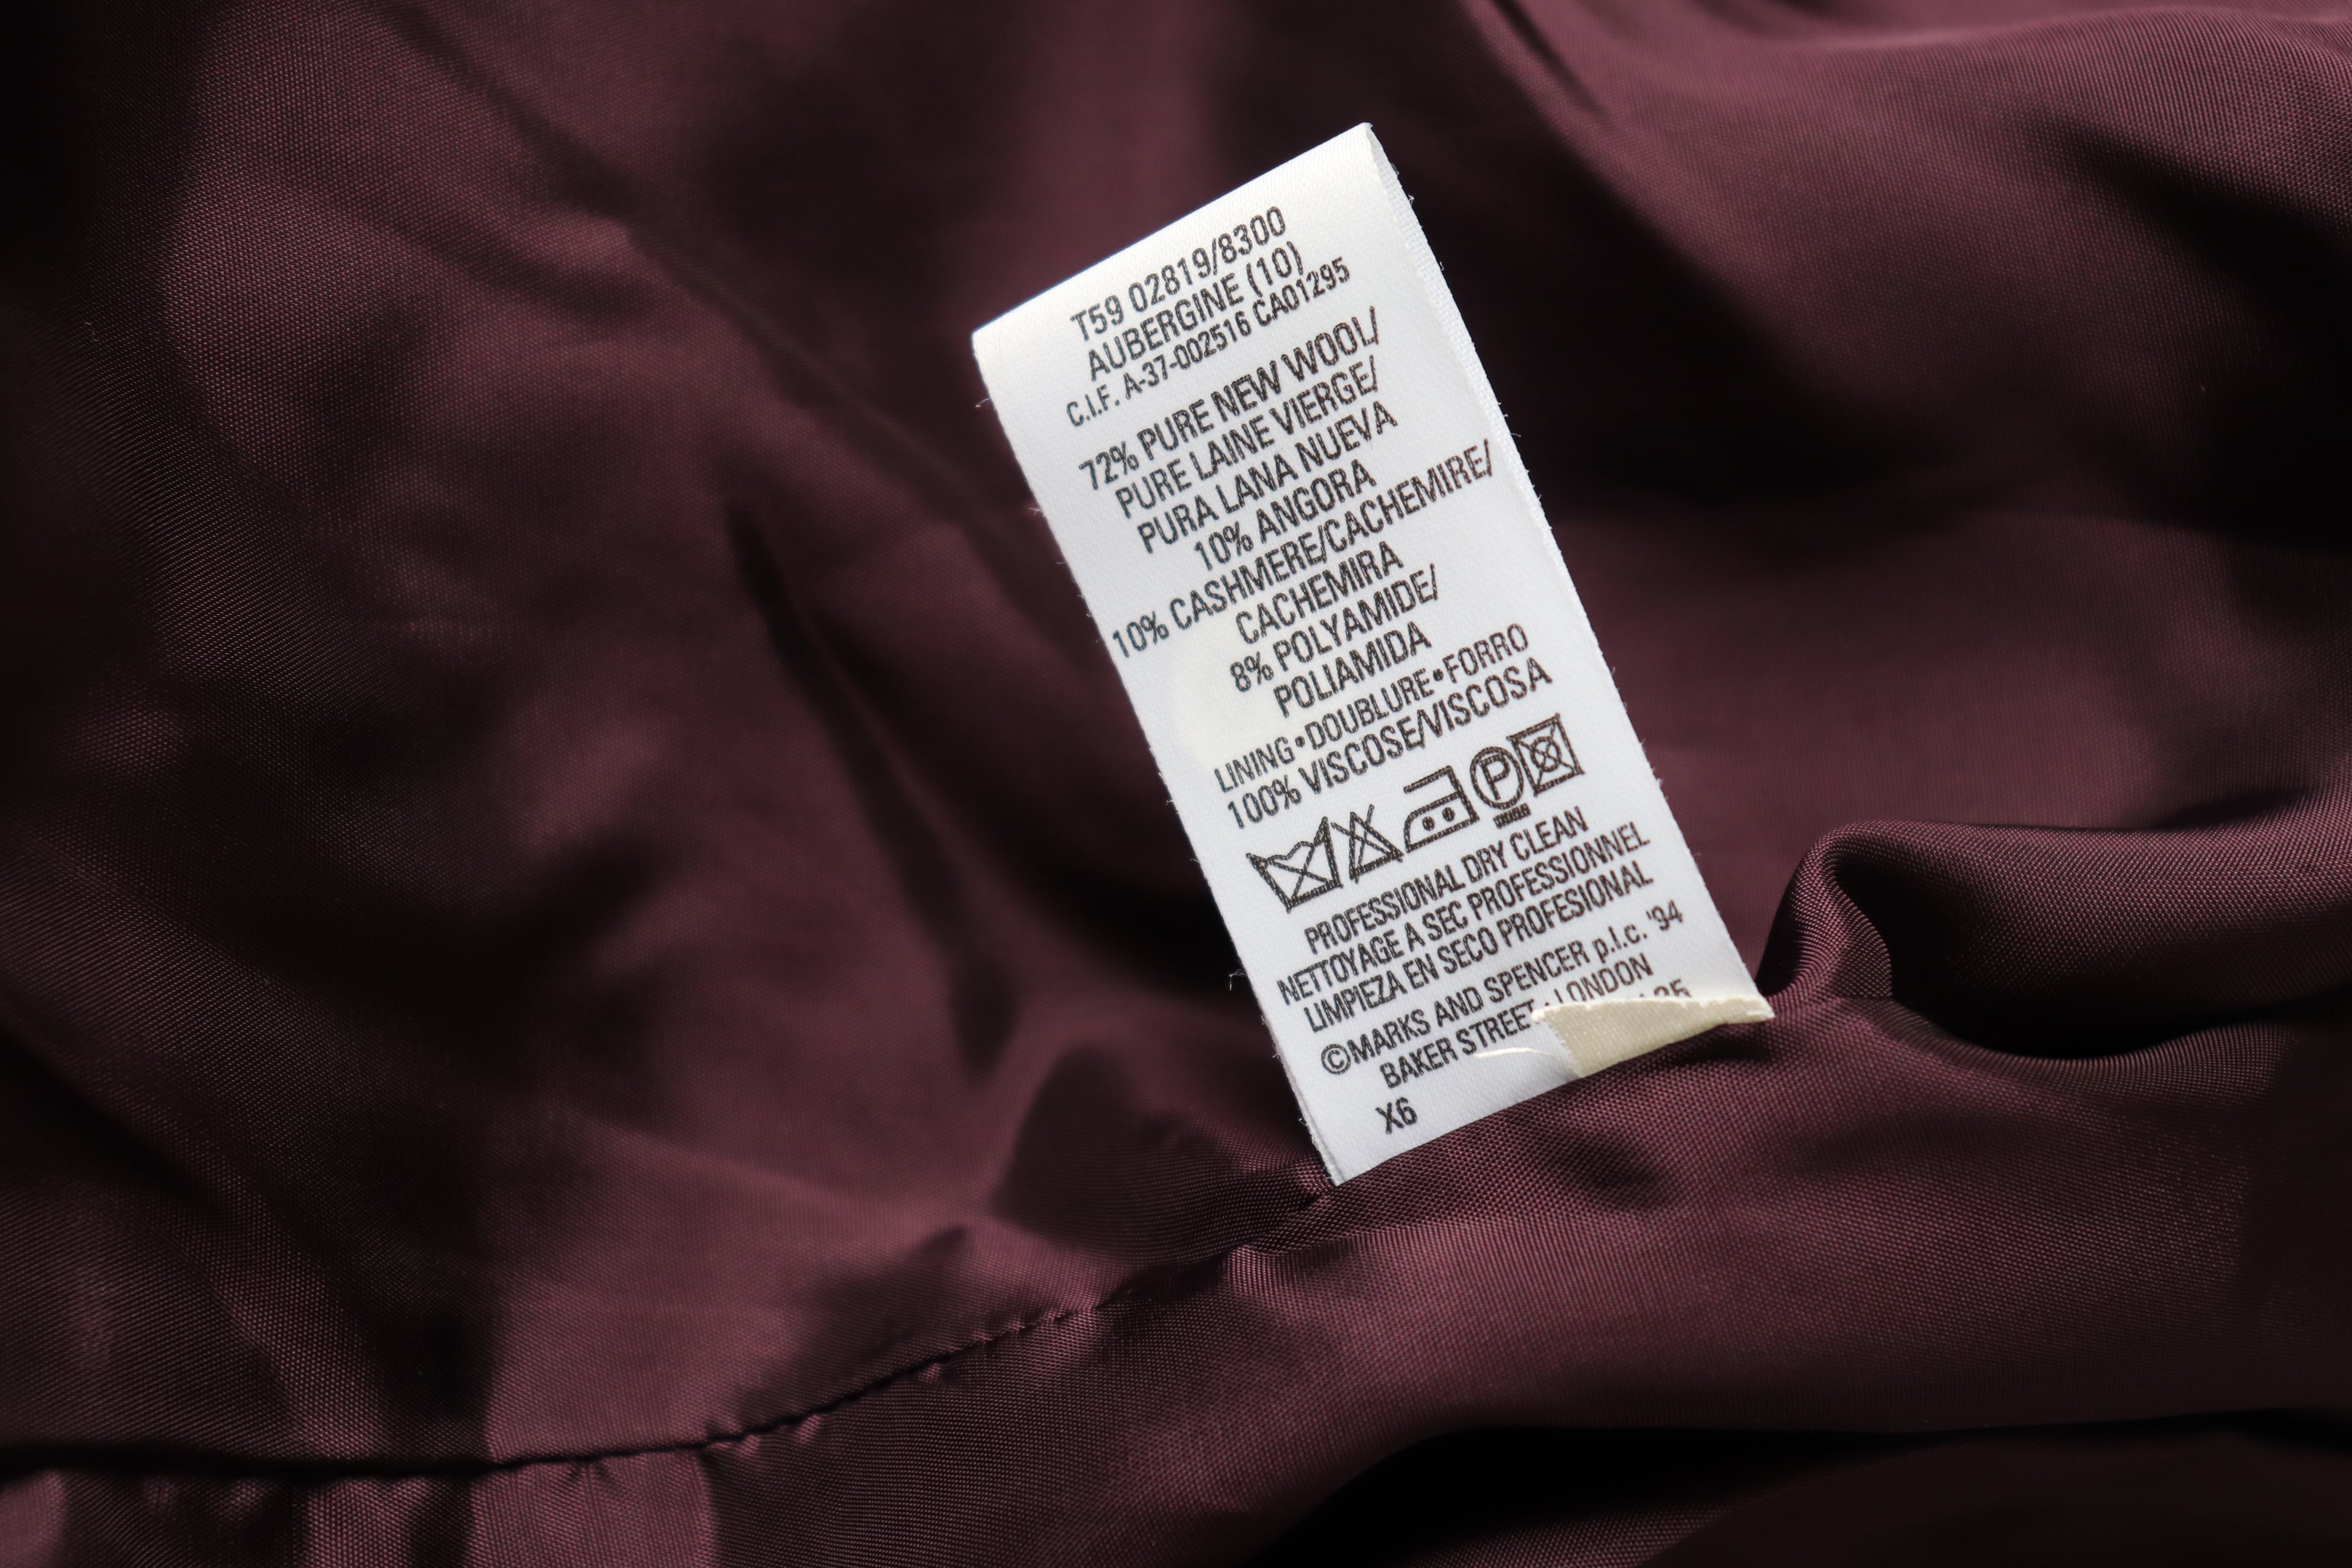 T59 02819/8300
AUBERGINE (10)
C.I.F. A-37-002516 CA01295
72% PURE NEW WOOL/
PURE LAINE VIERGE/
PURA LANA NUEVA
10% ANGORA
10% CASHMERE/CACHEMIRE/
CACHEMIRA
8% POLYAMIDE/
POLIAMIDA
LINING•DOUBLURE•FORRO
100% VISCOSE/VISCOSA
P
PROFESSIONAL DRY CLEAN
NETTOYAGE A SEC PROFESSIONNEL
LIMPIEZA EN SECO PROFESIONAL
©MARKS AND SPENCER p.l.c. '94
BAKER STREET · LONDON
X6